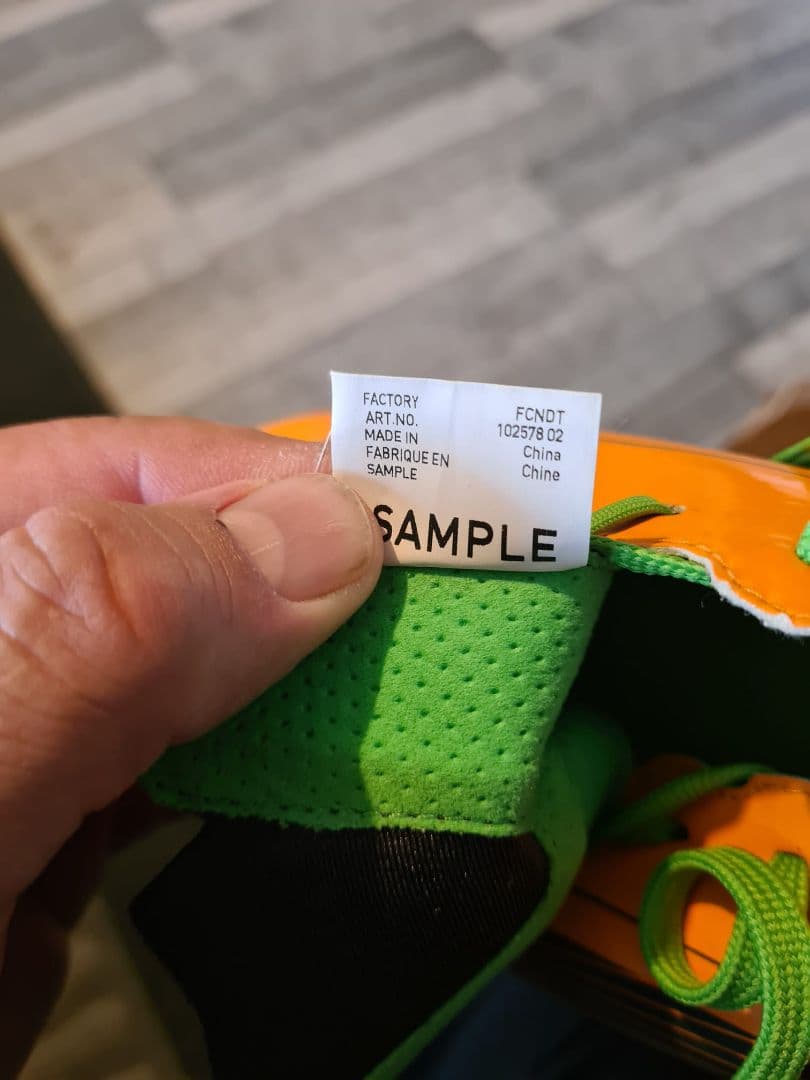 FACTORY FCNDT
ART.NO. 102578 02
MADE IN China
FABRIQUE EN Chine
SAMPLE
SAMPLE